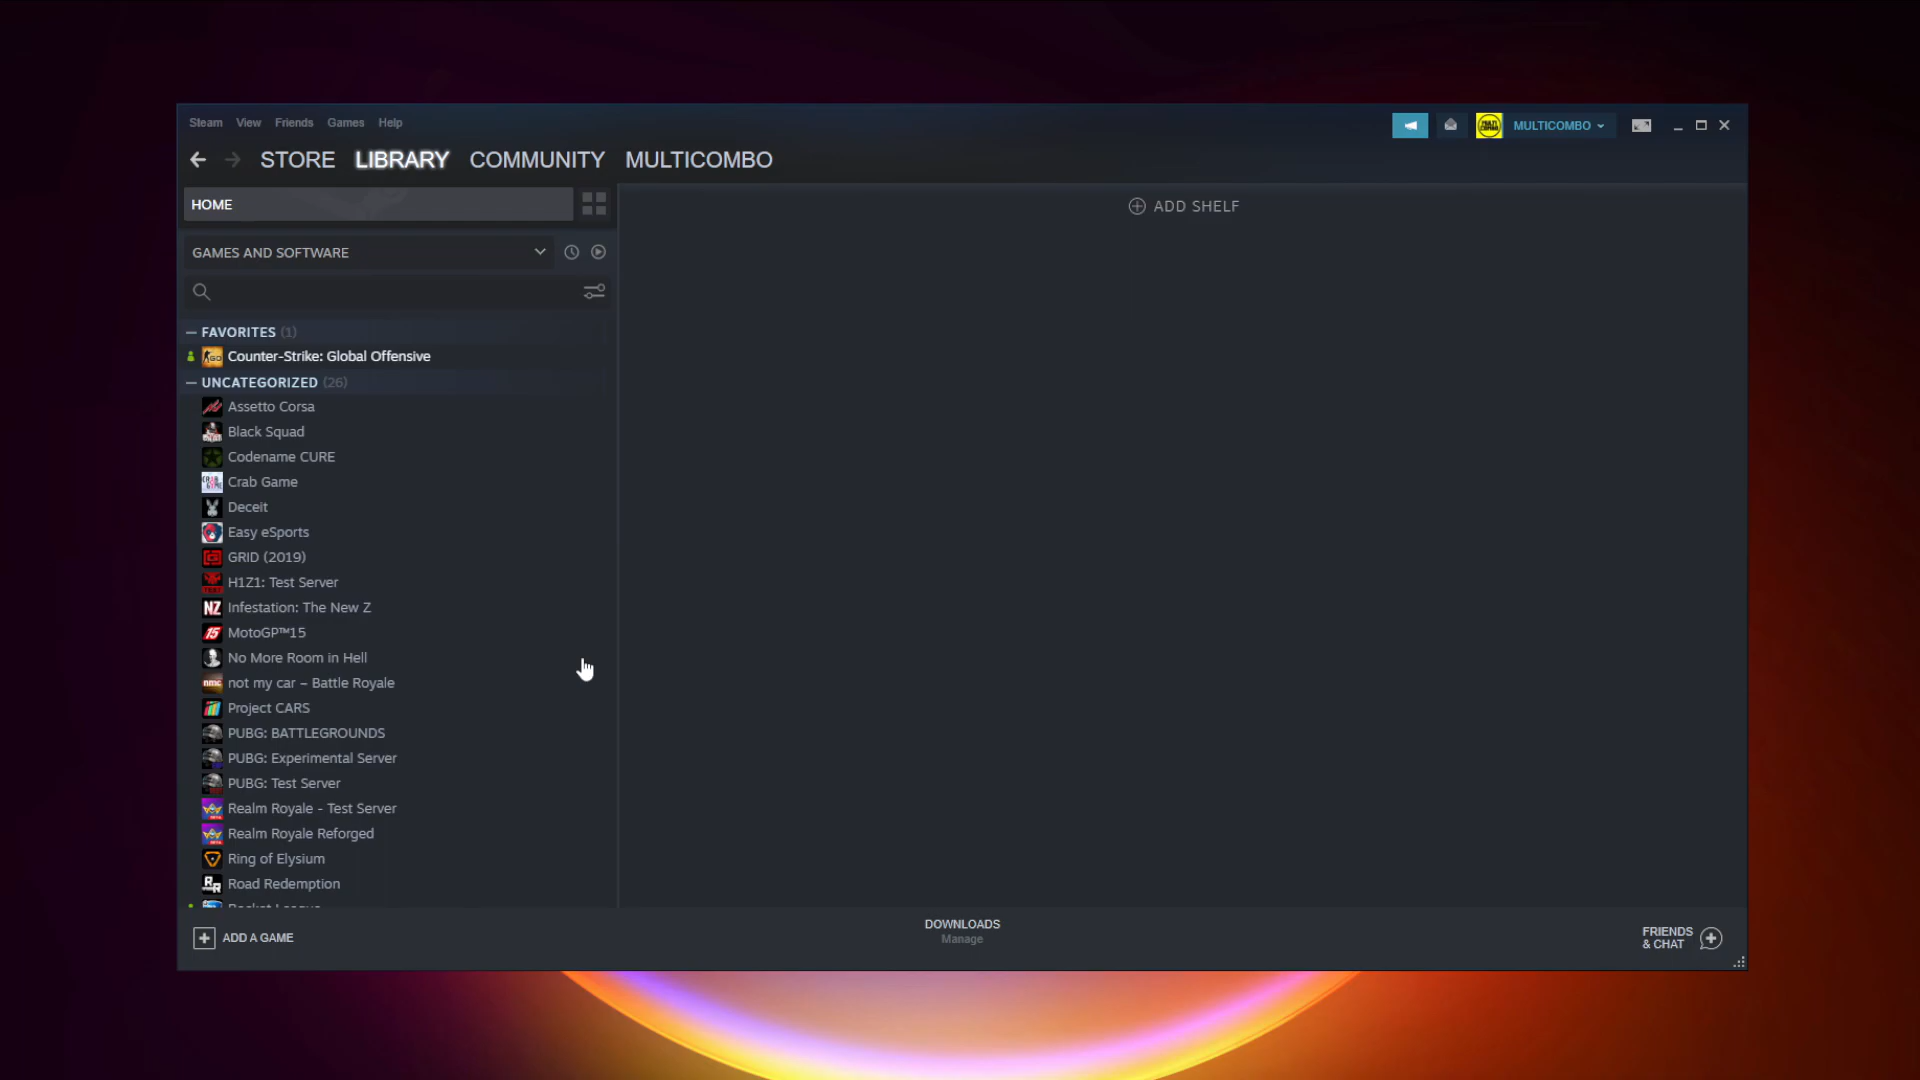 Steam View Friends Games Help
MULTICOMBO
STORE LIBRARY COMMUNITY MULTICOMBO
HOME
ADD SHELF
GAMES AND SOFTWARE
FAVORITES (1)
Counter-Strike: Global Offensive
UNCATEGORIZED (26)
Assetto Corsa
Black Squad
Codename CURE
Crab Game
Deceit
Easy eSports
GRID (2019)
H1Z1: Test Server
Infestation: The New Z
MotoGP™15
No More Room in Hell
not my car – Battle Royale
Project CARS
PUBG: BATTLEGROUNDS
PUBG: Experimental Server
PUBG: Test Server
Realm Royale - Test Server
Realm Royale Reforged
Ring of Elysium
Road Redemption
Rocket League
ADD A GAME
DOWNLOADS
Manage
FRIENDS
& CHAT